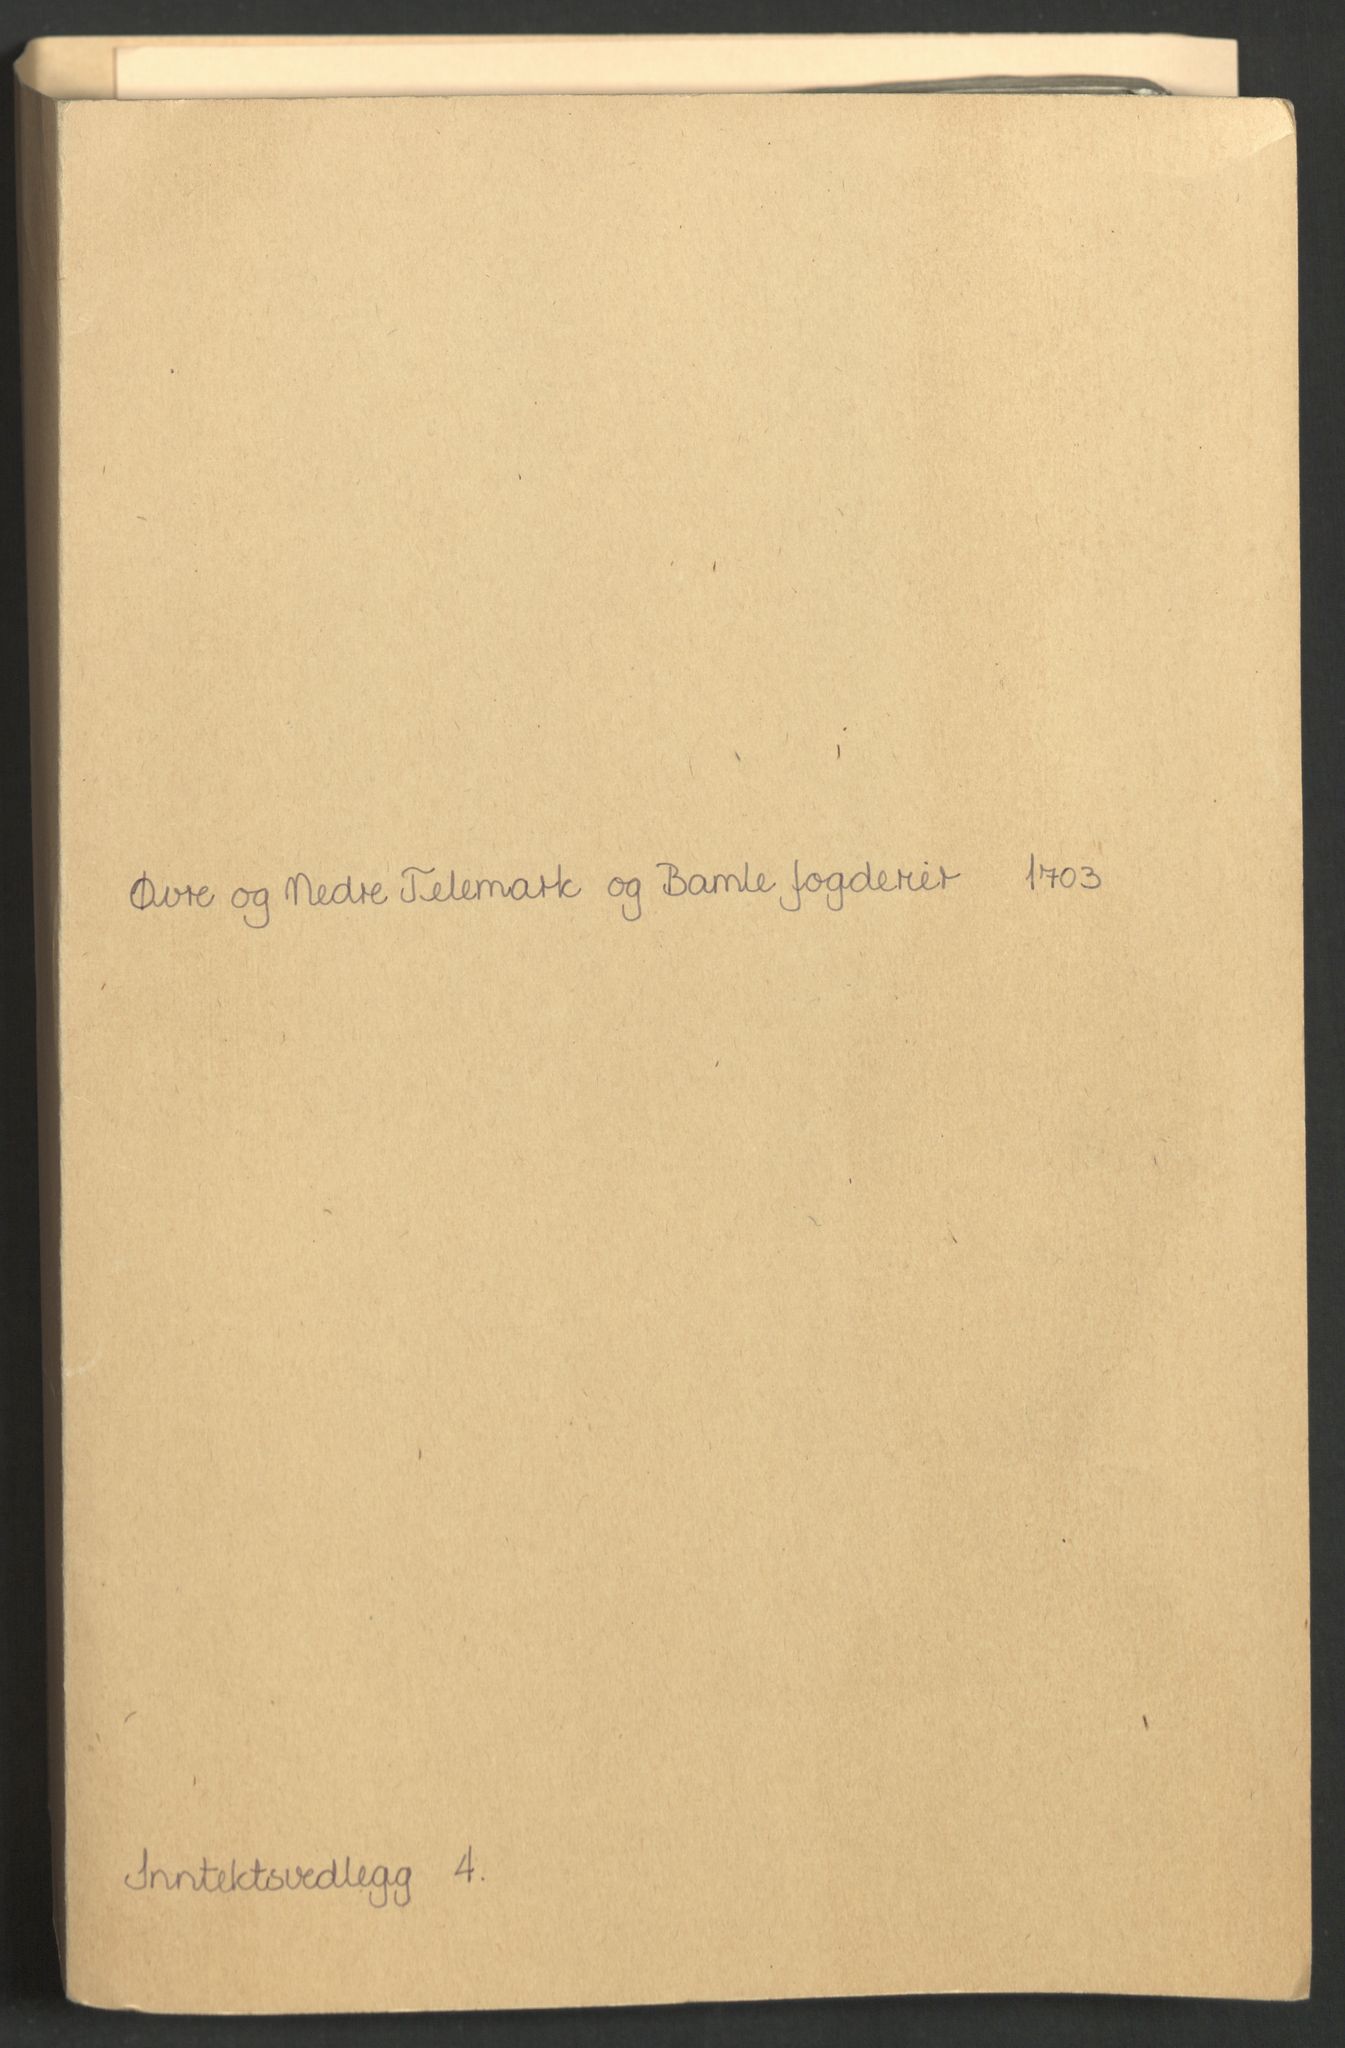 Øvre og Nedre Telemark og Bamle fogderier 1703
Inntektsvedlegg 4.